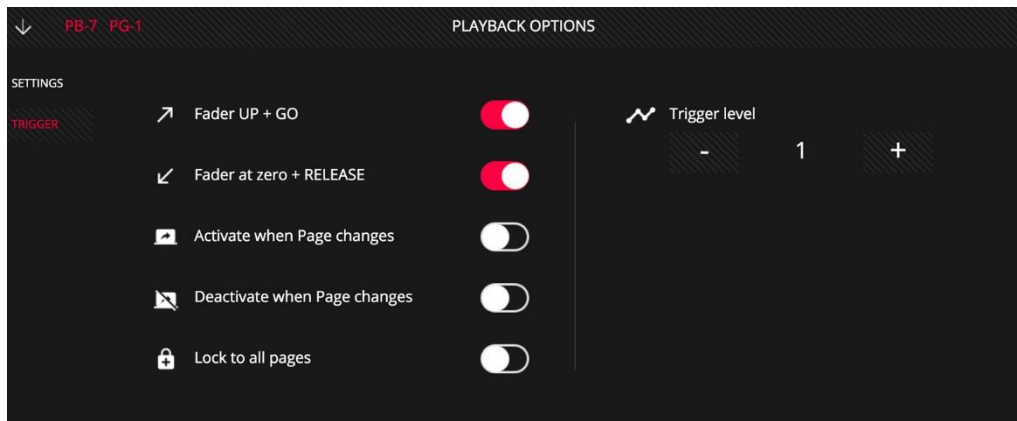 PB-7 PG-1
PLAYBACK OPTIONS
SETTINGS
TRIGGER
Fader UP + GO
Fader at zero + RELEASE
Activate when Page changes
Deactivate when Page changes
Lock to all pages
Trigger level
- 1 +